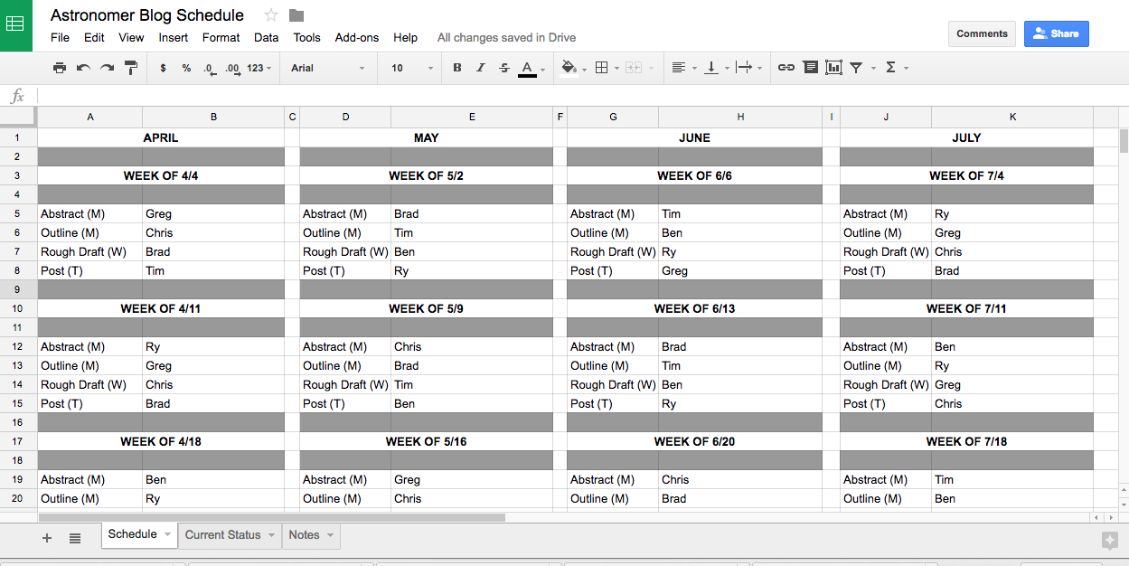 Astronomer Blog Schedule
File Edit View Insert Format Data Tools Add-ons Help All changes saved in Drive
Comments Share
$ % .0 .00 123 Arial 10 B I S A Σ
fx
A B C D E F G H I J K
1 APRIL MAY JUNE JULY
2
3 WEEK OF 4/4 WEEK OF 5/2 WEEK OF 6/6 WEEK OF 7/4
4
5 Abstract (M) Greg Abstract (M) Brad Abstract (M) Tim Abstract (M) Ry
6 Outline (M) Chris Outline (M) Tim Outline (M) Ben Outline (M) Greg
7 Rough Draft (W) Brad Rough Draft (W) Ben Rough Draft (W) Ry Rough Draft (W) Chris
8 Post (T) Tim Post (T) Ry Post (T) Greg Post (T) Brad
9
10 WEEK OF 4/11 WEEK OF 5/9 WEEK OF 6/13 WEEK OF 7/11
11
12 Abstract (M) Ry Abstract (M) Chris Abstract (M) Brad Abstract (M) Ben
13 Outline (M) Greg Outline (M) Brad Outline (M) Tim Outline (M) Ry
14 Rough Draft (W) Chris Rough Draft (W) Tim Rough Draft (W) Ben Rough Draft (W) Greg
15 Post (T) Brad Post (T) Ben Post (T) Ry Post (T) Chris
16
17 WEEK OF 4/18 WEEK OF 5/16 WEEK OF 6/20 WEEK OF 7/18
18
19 Abstract (M) Ben Abstract (M) Greg Abstract (M) Chris Abstract (M) Tim
20 Outline (M) Ry Outline (M) Chris Outline (M) Brad Outline (M) Ben
Schedule Current Status Notes